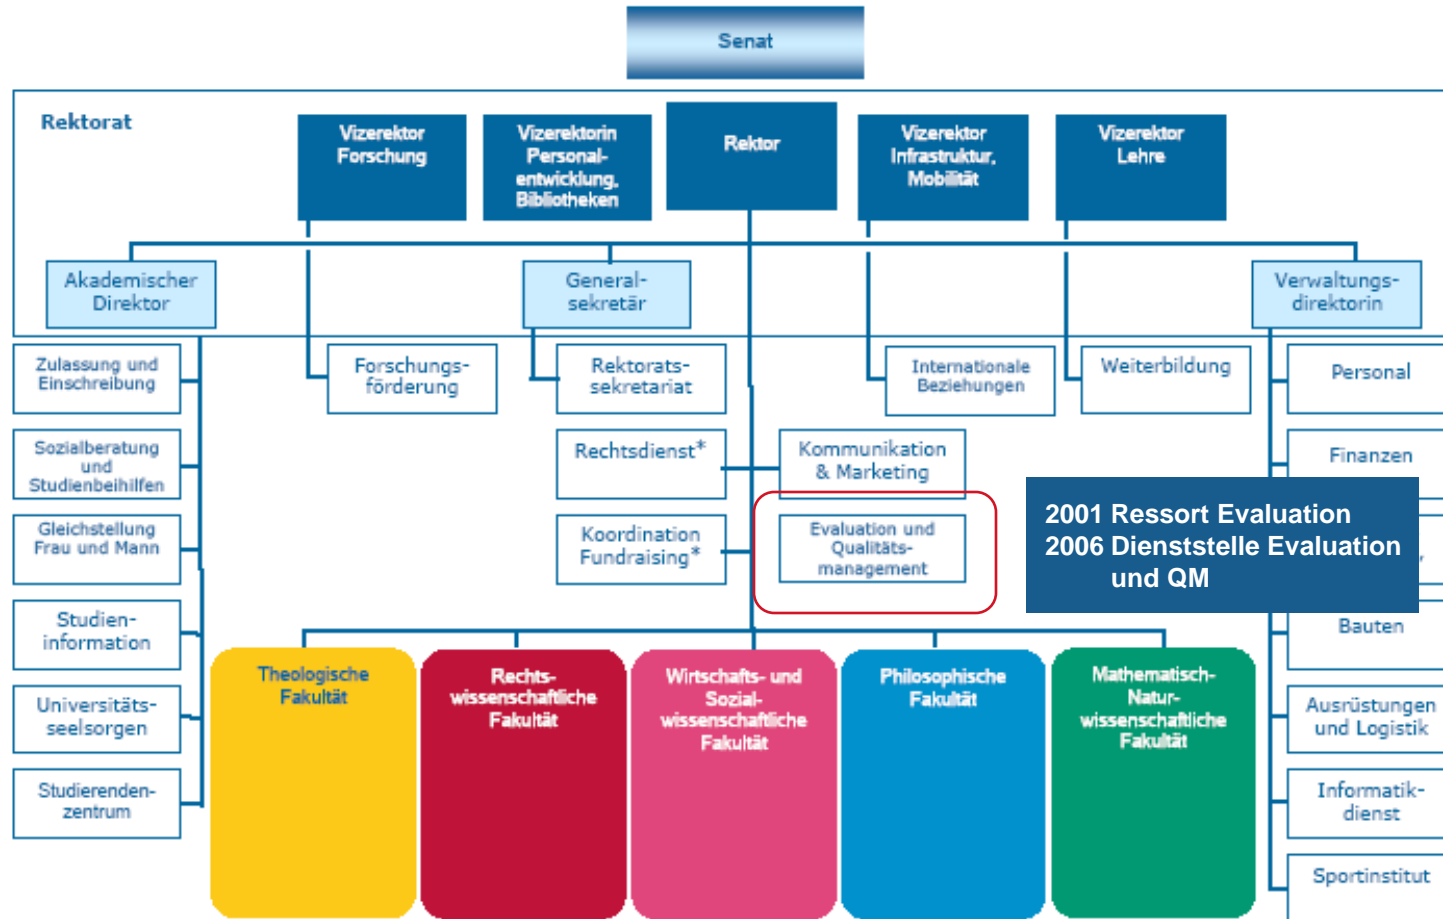 Senat
Rektorat
Vizerektor
Forschung
Vizerektorin
Personal-
entwicklung,
Bibliotheken
Rektor
Vizerektor
Infrastruktur,
Mobilität
Vizerektor
Lehre
Akademischer
Direktor
General-
sekretär
Verwaltungs-
direktorin
Zulassung und
Einschreibung
Forschungs-
förderung
Rektorats-
sekretariat
Internationale
Beziehungen
Weiterbildung
Personal
Sozialberatung
und
Studienbeihilfen
Rechtsdienst*
Kommunikation
& Marketing
Finanzen
Gleichstellung
Frau und Mann
Koordination
Fundraising*
Evaluation und
Qualitäts-
management
2001 Ressort Evaluation
2006 Dienststelle Evaluation
und QM
Studien-
information
Bauten
Universitäts-
seelsorgen
Ausrüstungen
und Logistik
Studierenden-
zentrum
Informatik-
dienst
Sportinstitut
Theologische
Fakultät
Rechts-
wissenschaftliche
Fakultät
Wirtschafts- und
Sozial-
wissenschaftliche
Fakultät
Philosophische
Fakultät
Mathematisch-
Natur-
wissenschaftliche
Fakultät